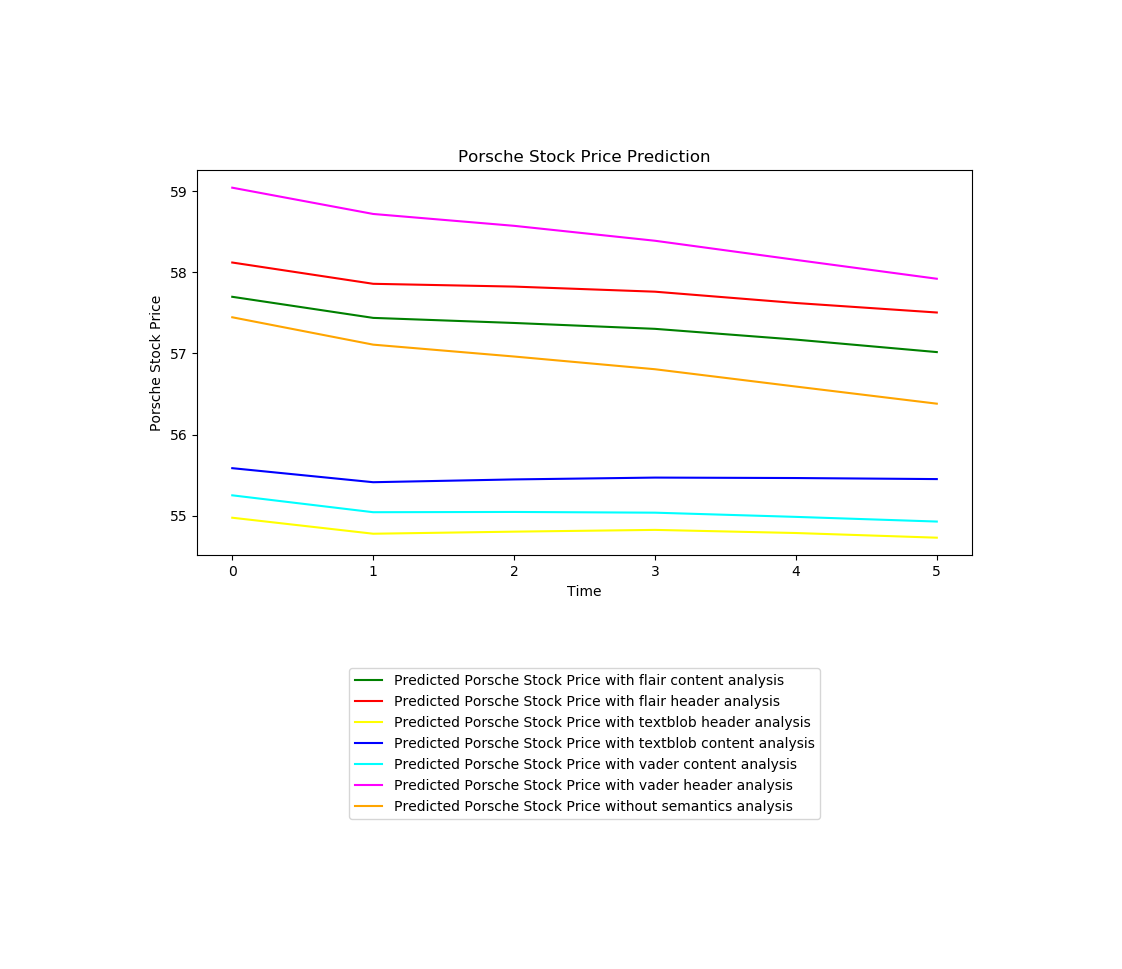 Porsche Stock Price Prediction
59
58
57
56
55
Porsche Stock Price
0 1 2 3 4 5
Time
Predicted Porsche Stock Price with flair content analysis
Predicted Porsche Stock Price with flair header analysis
Predicted Porsche Stock Price with textblob header analysis
Predicted Porsche Stock Price with textblob content analysis
Predicted Porsche Stock Price with vader content analysis
Predicted Porsche Stock Price with vader header analysis
Predicted Porsche Stock Price without semantics analysis